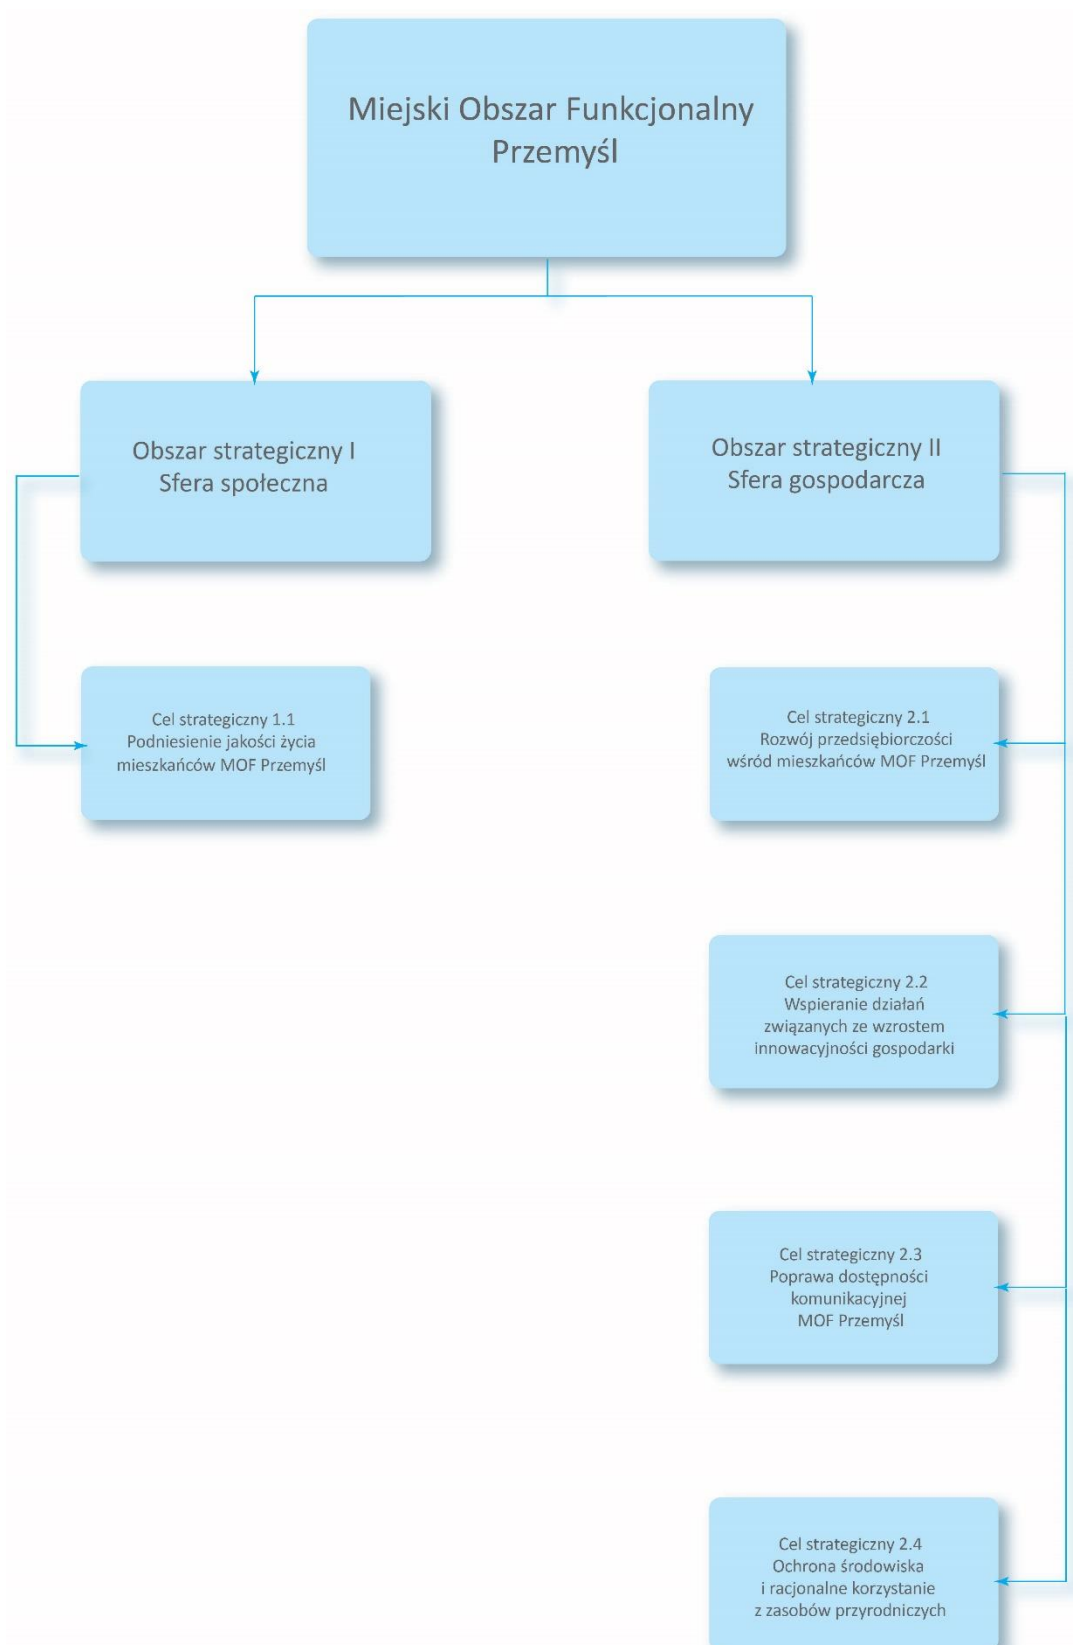 Miejski Obszar Funkcjonalny
Przemyśl
Obszar strategiczny I
Sfera społeczna
Obszar strategiczny II
Sfera gospodarcza
Cel strategiczny 1.1
Podniesienie jakości życia
mieszkańców MOF Przemyśl
Cel strategiczny 2.1
Rozwój przedsiębiorczości
wśród mieszkańców MOF Przemyśl
Cel strategiczny 2.2
Wspieranie działań
związanych ze wzrostem
innowacyjności gospodarki
Cel strategiczny 2.3
Poprawa dostępności
komunikacyjnej
MOF Przemyśl
Cel strategiczny 2.4
Ochrona środowiska
i racjonalne korzystanie
z zasobów przyrodniczych